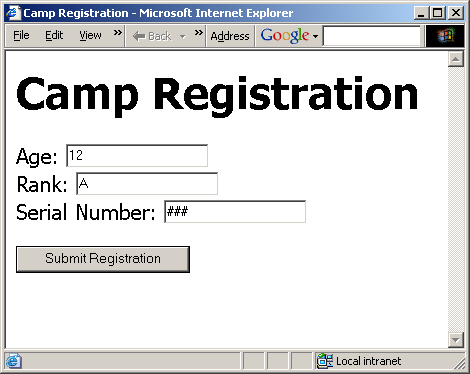 Camp Registration - Microsoft Internet Explorer
File Edit View » Back » Address Google
Camp Registration
Age: 12
Rank: A
Serial Number: ###
Submit Registration
Local intranet